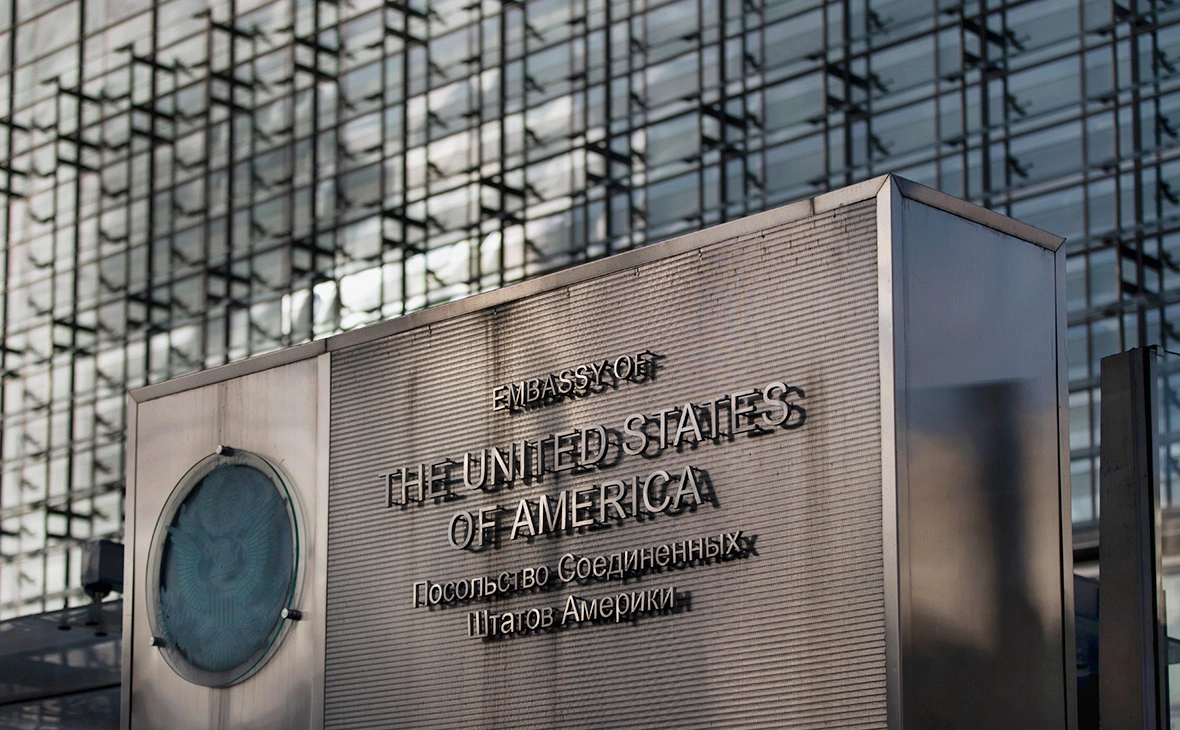 EMBASSY OF
THE UNITED STATES
OF AMERICA
Посольство Соединенных
Штатов Америки